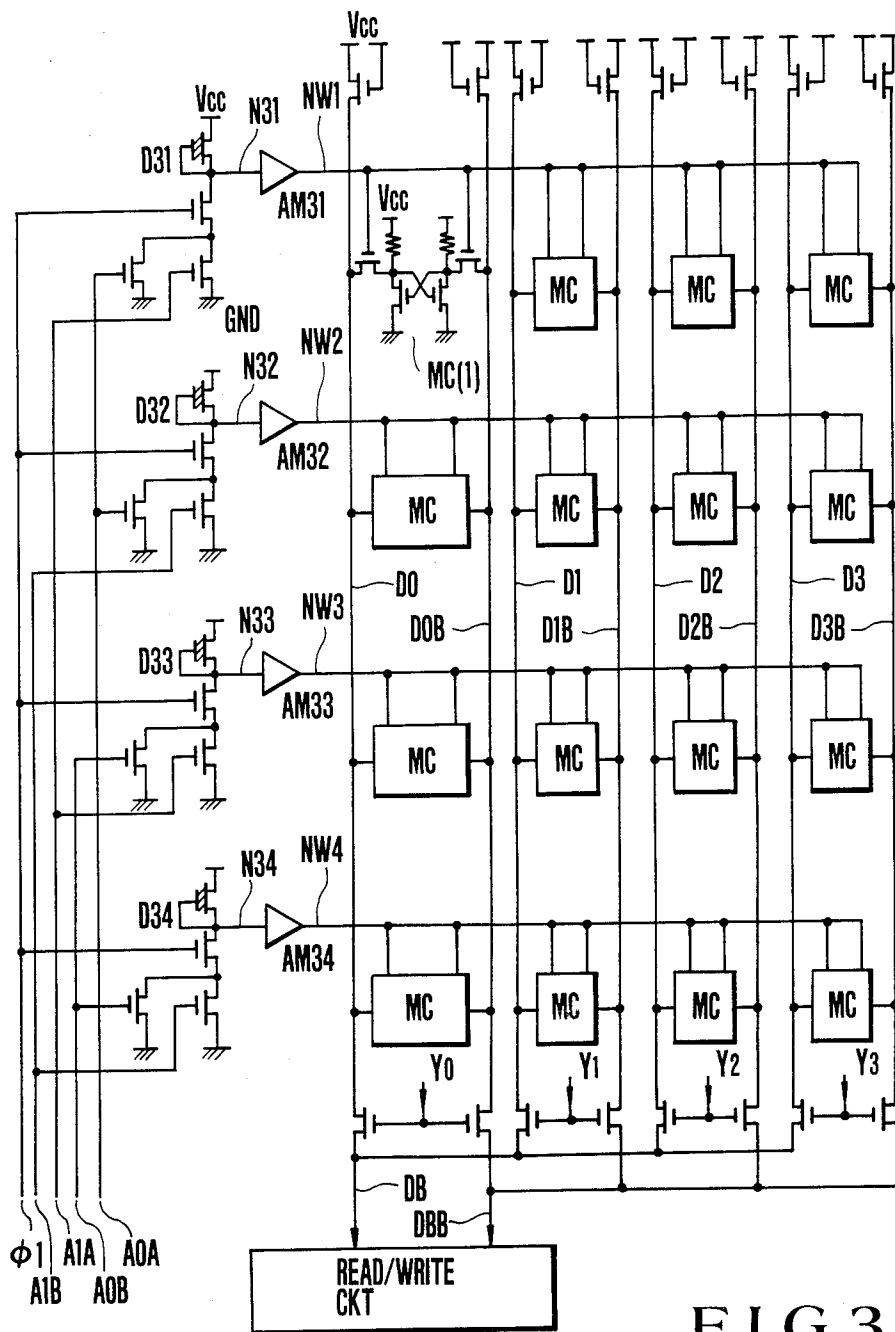 Vcc
Vcc
N31
NW1
D31
AM31
Vcc
MC
MC
MC
GND
MC(1)
N32
NW2
D32
AM32
MC
MC
MC
MC
D0
D1
D2
D3
D0B
D1B
D2B
D3B
N33
NW3
D33
AM33
MC
MC
MC
MC
N34
NW4
D34
AM34
MC
MC
MC
MC
Y0
Y1
Y2
Y3
DB
DBB
ϕ1
A1A
A0A
A1B
A0B
READ/WRITE
CKT
FIG.3